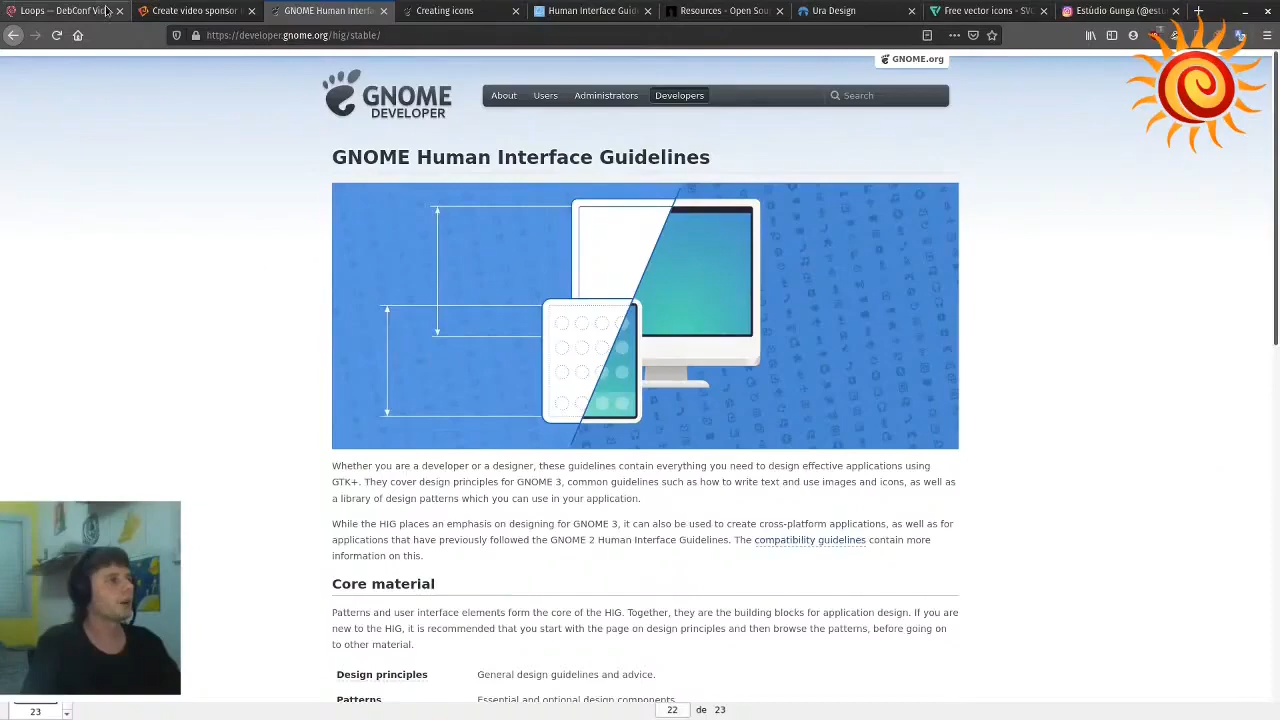 Loops — DebConf Vid
Create video sponsor l
GNOME Human Interfa
Creating icons
Human Interface Guid
Resources - Open Sou
Ura Design
Free vector icons - SVG
Estúdio Gunga (@estu
https://developer.gnome.org/hig/stable/
GNOME.org
GNOME
DEVELOPER
About
Users
Administrators
Developers
Search
GNOME Human Interface Guidelines
Whether you are a developer or a designer, these guidelines contain everything you need to design effective applications using
GTK+. They cover design principles for GNOME 3, common guidelines such as how to write text and use images and icons, as well as
a library of design patterns which you can use in your application.
While the HIG places an emphasis on designing for GNOME 3, it can also be used to create cross-platform applications, as well as for
applications that have previously followed the GNOME 2 Human Interface Guidelines. The compatibility guidelines contain more
information on this.
Core material
Patterns and user interface elements form the core of the HIG. Together, they are the building blocks for application design. If you are
new to the HIG, it is recommended that you start with the page on design principles and then browse the patterns, before going on
to other material.
Design principles
General design guidelines and advice.
Patterns
Essential and optional design components.
23
22 de 23